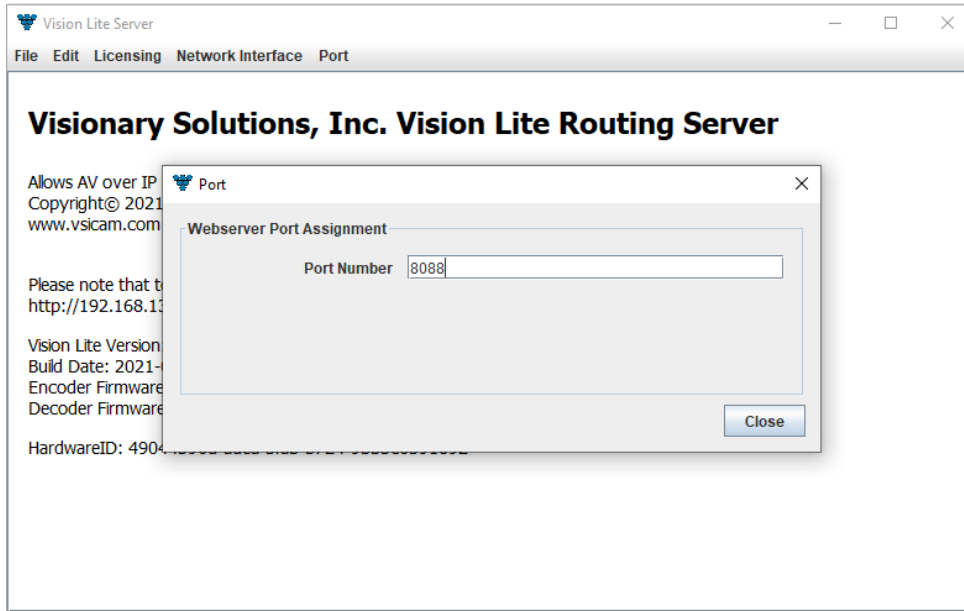 Vision Lite Server
File Edit Licensing Network Interface Port
Visionary Solutions, Inc. Vision Lite Routing Server
Allows AV over IP
Copyright© 2021
www.vsicam.com
Port
Webserver Port Assignment
Port Number 8088
Please note that
http://192.168.13
Vision Lite Version
Build Date: 2021-
Encoder Firmware
Decoder Firmware
Close
HardwareID: